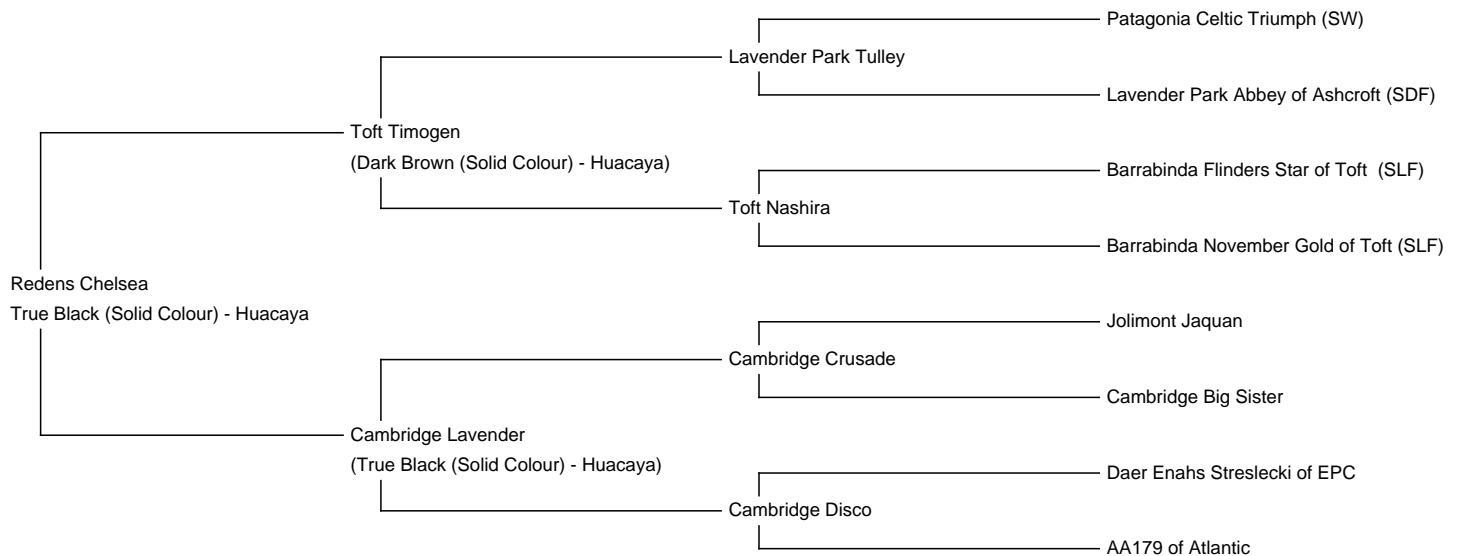 Patagonia Celtic Triumph (SW)
Lavender Park Tulley
Lavender Park Abbey of Ashcroft (SDF)
Toft Timogen
(Dark Brown (Solid Colour) - Huacaya)
Barrabinda Flinders Star of Toft  (SLF)
Toft Nashira
Barrabinda November Gold of Toft (SLF)
Redens Chelsea
True Black (Solid Colour) - Huacaya
Jolimont Jaquan
Cambridge Crusade
Cambridge Big Sister
Cambridge Lavender
(True Black (Solid Colour) - Huacaya)
Daer Enahs Streslecki of EPC
Cambridge Disco
AA179 of Atlantic